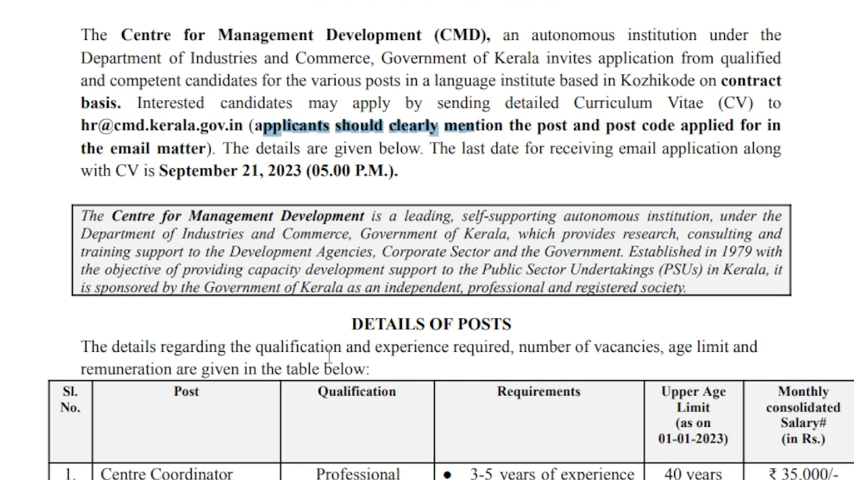 The Centre for Management Development (CMD), an autonomous institution under the
Department of Industries and Commerce, Government of Kerala invites application from qualified
and competent candidates for the various posts in a language institute based in Kozhikode on contract
basis. Interested candidates may apply by sending detailed Curriculum Vitae (CV) to
hr@cmd.kerala.gov.in (applicants should clearly mention the post and post code applied for in
the email matter). The details are given below. The last date for receiving email application along
with CV is September 21, 2023 (05.00 P.M.).
The Centre for Management Development is a leading, self-supporting autonomous institution, under the
Department of Industries and Commerce, Government of Kerala, which provides research, consulting and
training support to the Development Agencies, Corporate Sector and the Government. Established in 1979 with
the objective of providing capacity development support to the Public Sector Undertakings (PSUs) in Kerala, it
is sponsored by the Government of Kerala as an independent, professional and registered society.
DETAILS OF POSTS
The details regarding the qualification and experience required, number of vacancies, age limit and
remuneration are given in the table below:
Sl. No. Post Qualification Requirements Upper Age Limit (as on 01-01-2023) Monthly consolidated Salary# (in Rs.)
1. Centre Coordinator Professional • 3-5 years of experience 40 years ₹ 35,000/-